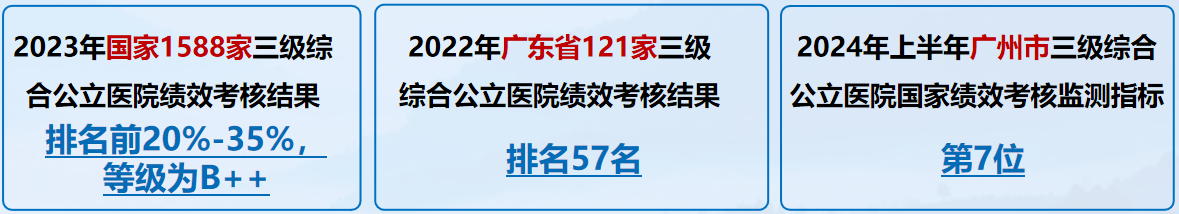 2023年国家1588家三级综
合公立医院绩效考核结果
排名前20%-35%，
等级为B++
2022年广东省121家三级
综合公立医院绩效考核结果
排名57名
2024年上半年广州市三级综合
公立医院国家绩效考核监测指标
第7位